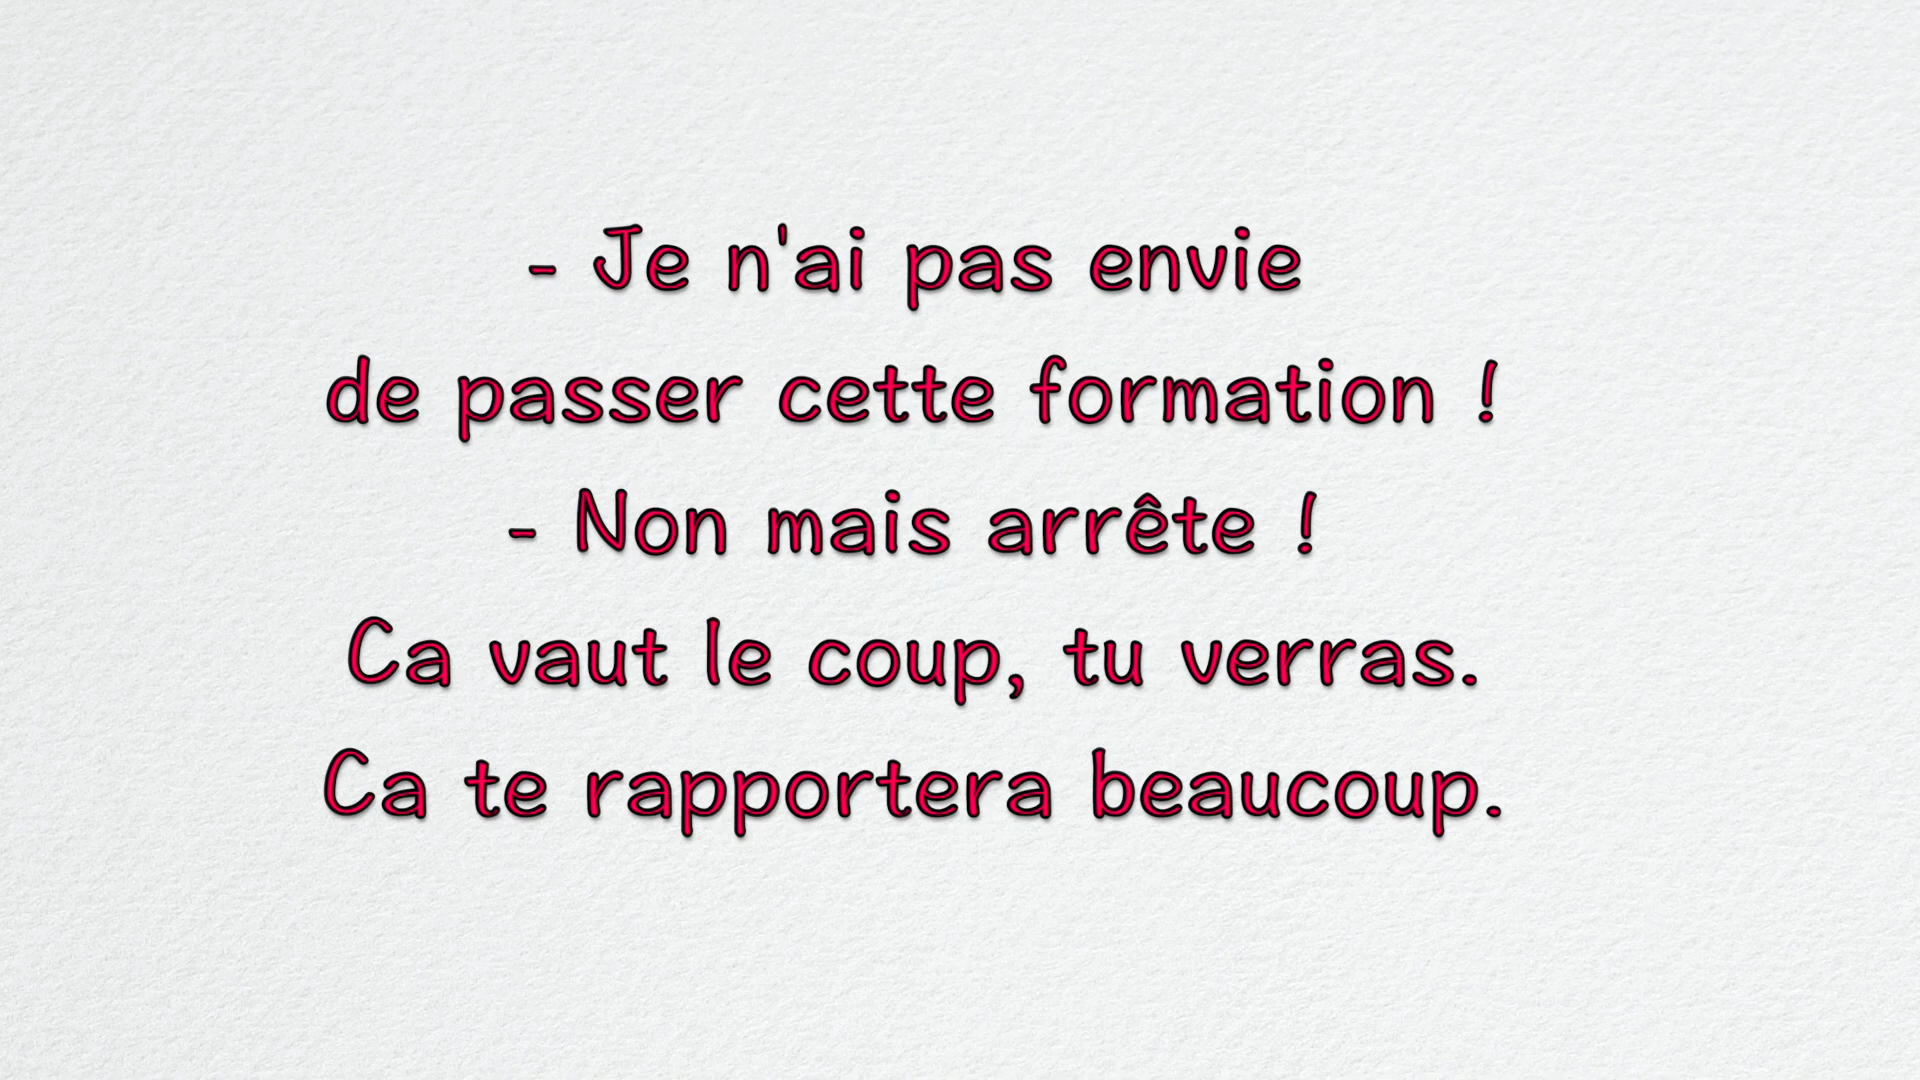 - Je n'ai pas envie
de passer cette formation !
- Non mais arrête !
Ca vaut le coup, tu verras.
Ca te rapportera beaucoup.